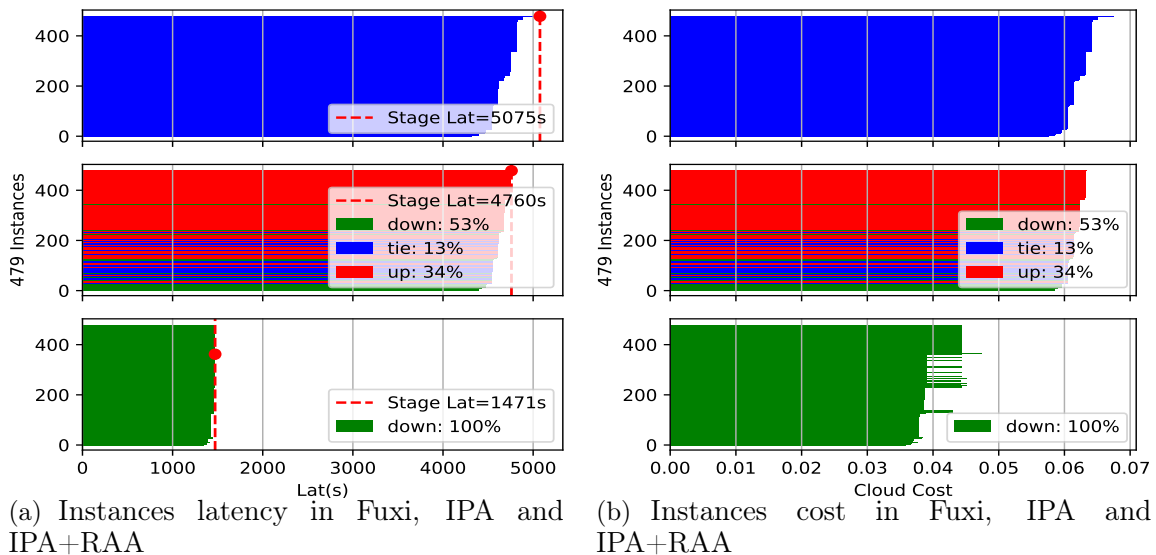 400
200
0
Stage Lat=5075s
479 Instances
400
200
0
Stage Lat=4760s
down: 53%
tie: 13%
up: 34%
400
200
0
Stage Lat=1471s
down: 100%
0 1000 2000 3000 4000 5000
Lat(s)
(a) Instances latency in Fuxi, IPA and
IPA+RAA
400
200
0
479 Instances
400
200
0
down: 53%
tie: 13%
up: 34%
400
200
0
down: 100%
0.00 0.01 0.02 0.03 0.04 0.05 0.06 0.07
Cloud Cost
(b) Instances cost in Fuxi, IPA and
IPA+RAA